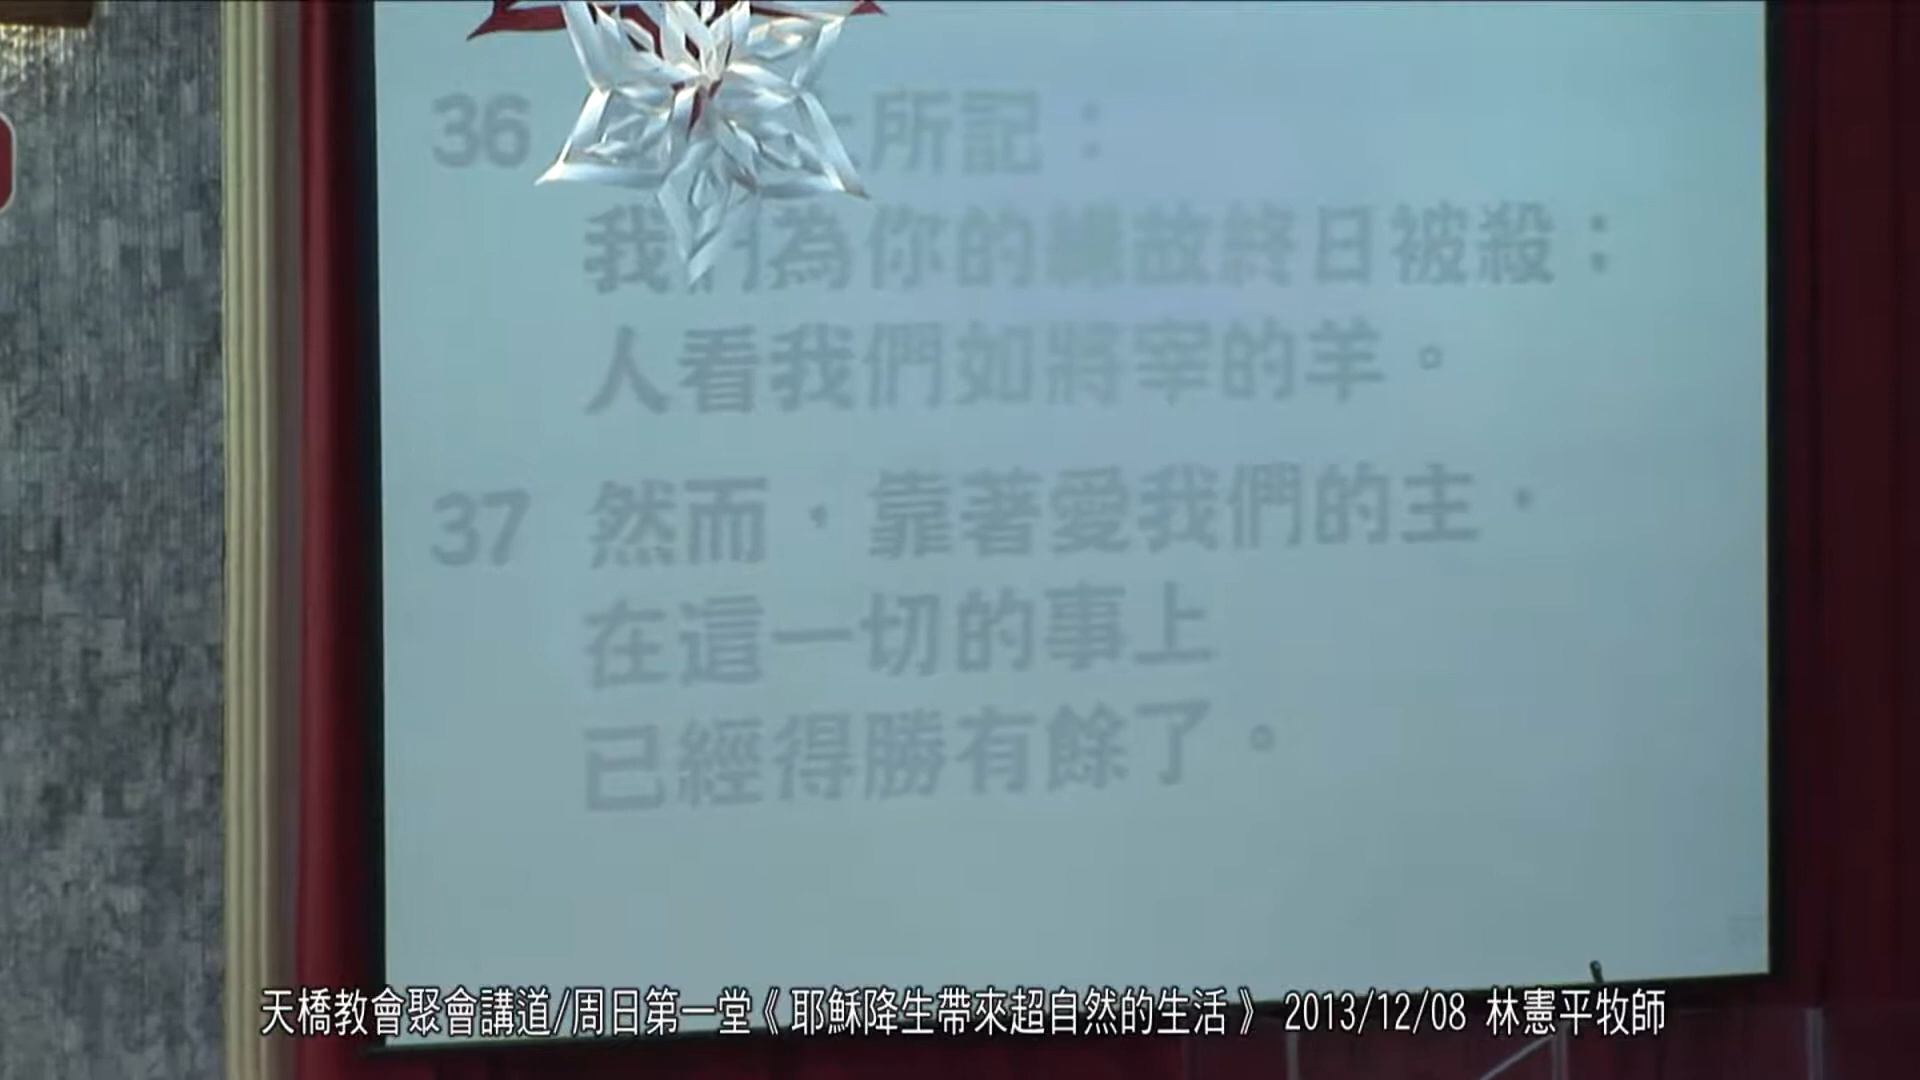 36 上所記：
我們為你的緣故終日被殺：
人看我們如將宰的羊。
37 然而，靠著愛我們的主，
在這一切的事上
已經得勝有餘了。
天橋教會聚會講道/周日第一堂《耶穌降生帶來超自然的生活》 2013/12/08 林憲平牧師